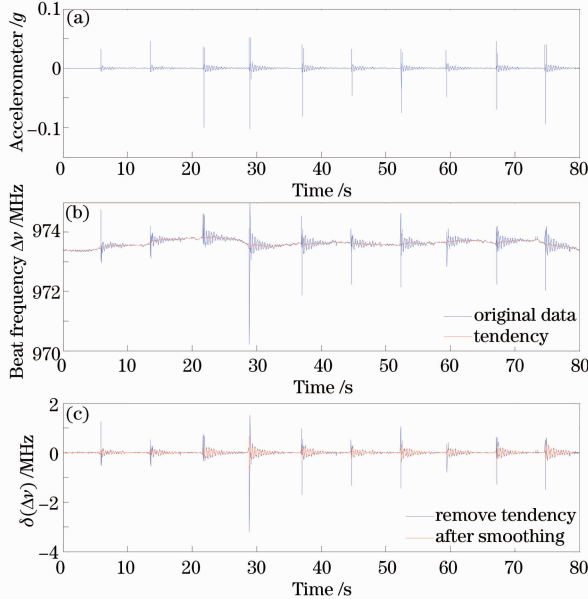 (a)
Accelerometer /g
0.1
0
−0.1
0 10 20 30 40 50 60 70 80
Time /s
(b)
Beat frequency Δν /MHz
974
972
970
original data
tendency
0 10 20 30 40 50 60 70 80
Time /s
(c)
δ(Δν) /MHz
2
0
−2
−4
remove tendency
after smoothing
0 10 20 30 40 50 60 70 80
Time /s